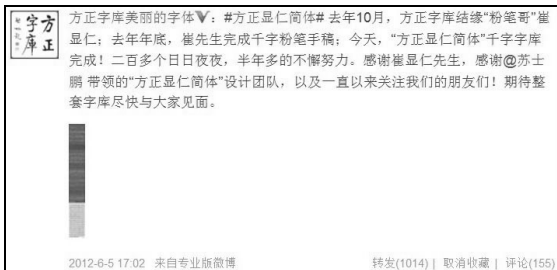 方正
字库
方正字库美丽的字体V：#方正显仁简体# 去年10月，方正字库结缘“粉笔哥”崔
显仁；去年年底，崔先生完成千字粉笔手稿；今天，“方正显仁简体”千字字库
完成！二百多个日日夜夜，半年多的不懈努力。感谢崔显仁先生，感谢@苏士
鹏 带领的“方正显仁简体”设计团队，以及一直以来关注我们的朋友们！期待整
套字库尽快与大家见面。
2012-6-5 17:02 来自专业版微博 转发(1014) | 取消收藏 | 评论(155)